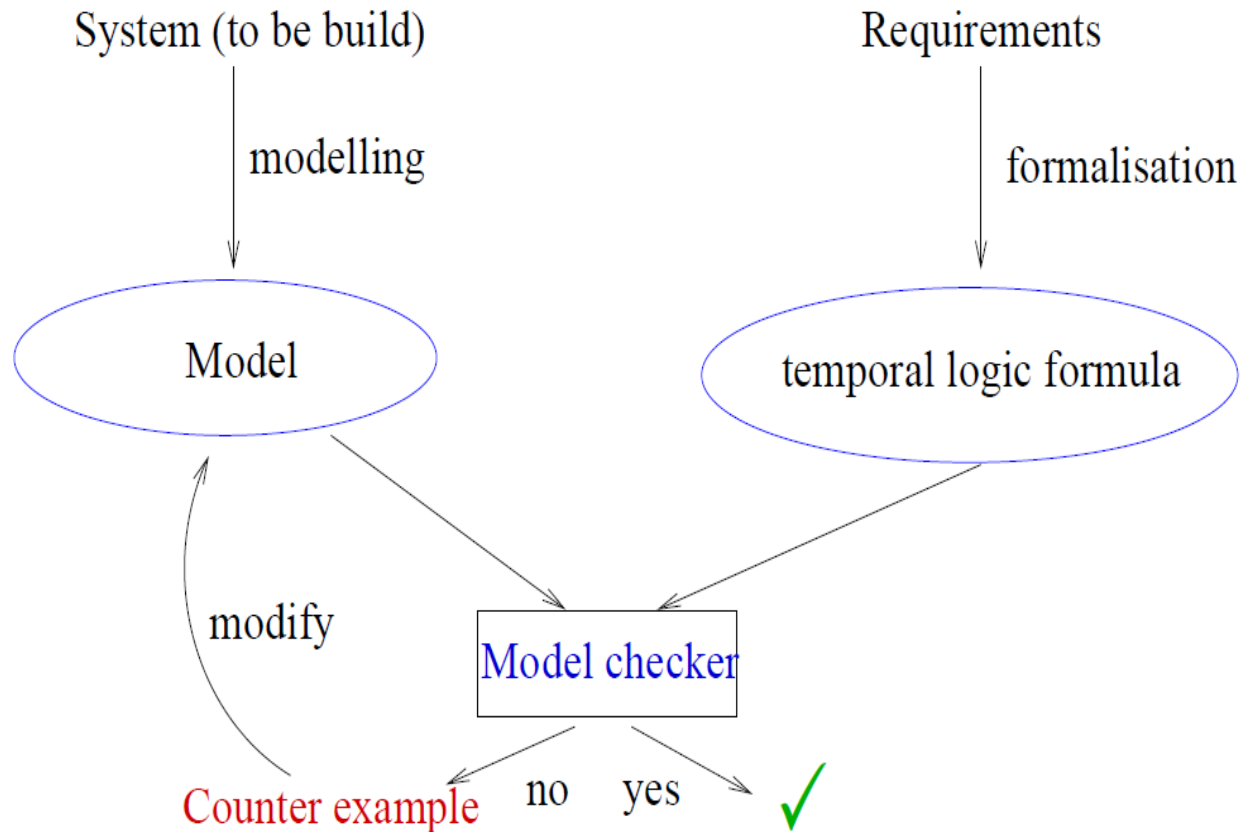 System (to be build)
Requirements
modelling
formalisation
Model
temporal logic formula
modify
Model checker
no
yes
Counter example